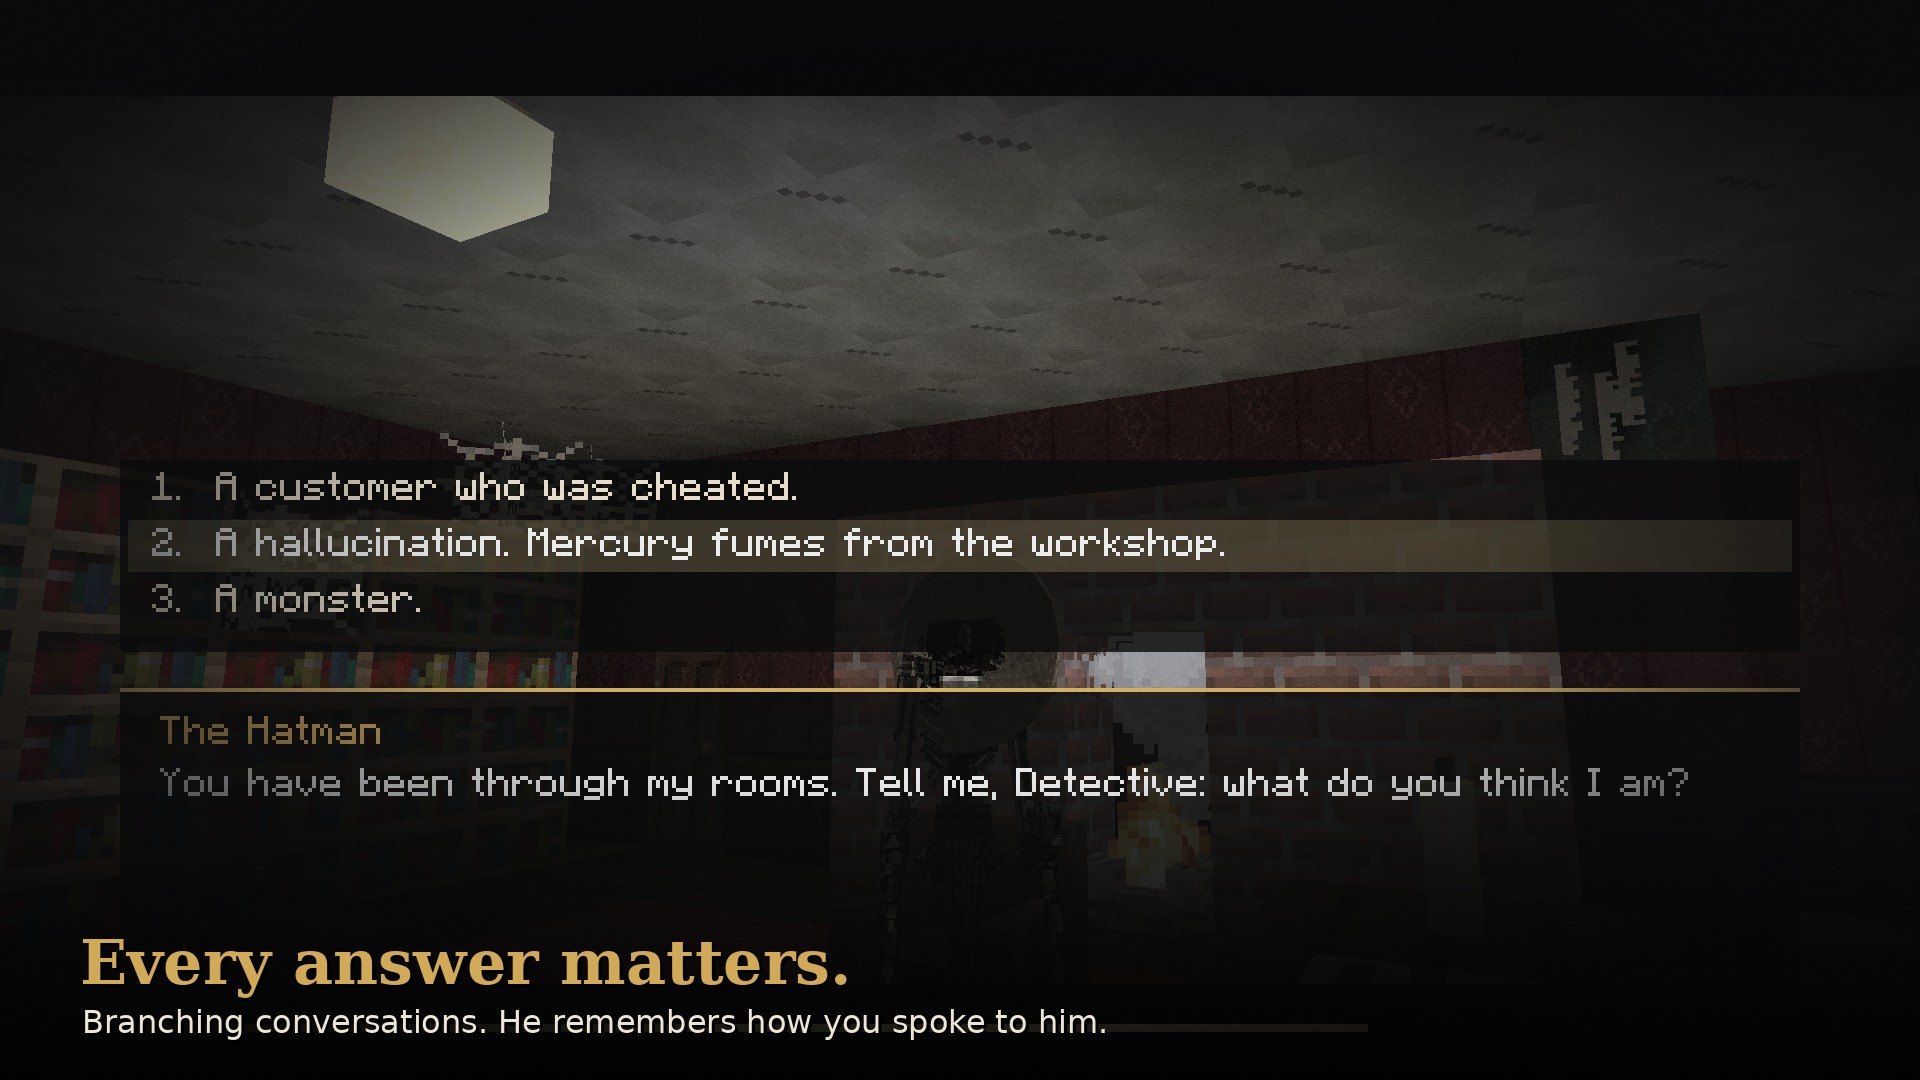 1. A customer who was cheated.
2. A hallucination. Mercury fumes from the workshop.
3. A monster.
The Hatman
You have been through my rooms. Tell me, Detective: what do you think I am?
Every answer matters.
Branching conversations. He remembers how you spoke to him.